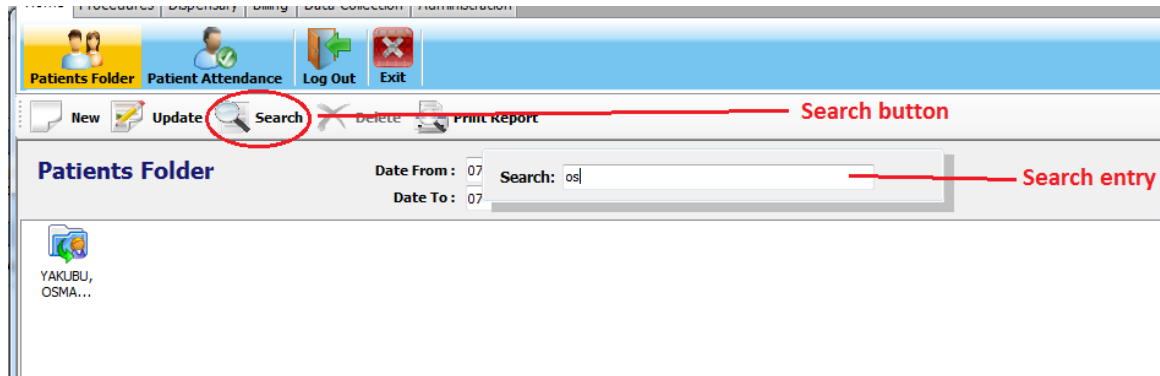 Home Procedures Dispensary Billing Data Collection Administration
Patients Folder Patient Attendance Log Out Exit
New Update Search Delete Print Report
Search button
Patients Folder
Date From : 07
Search: os
Search entry
Date To : 07
YAKUBU,
OSMA...